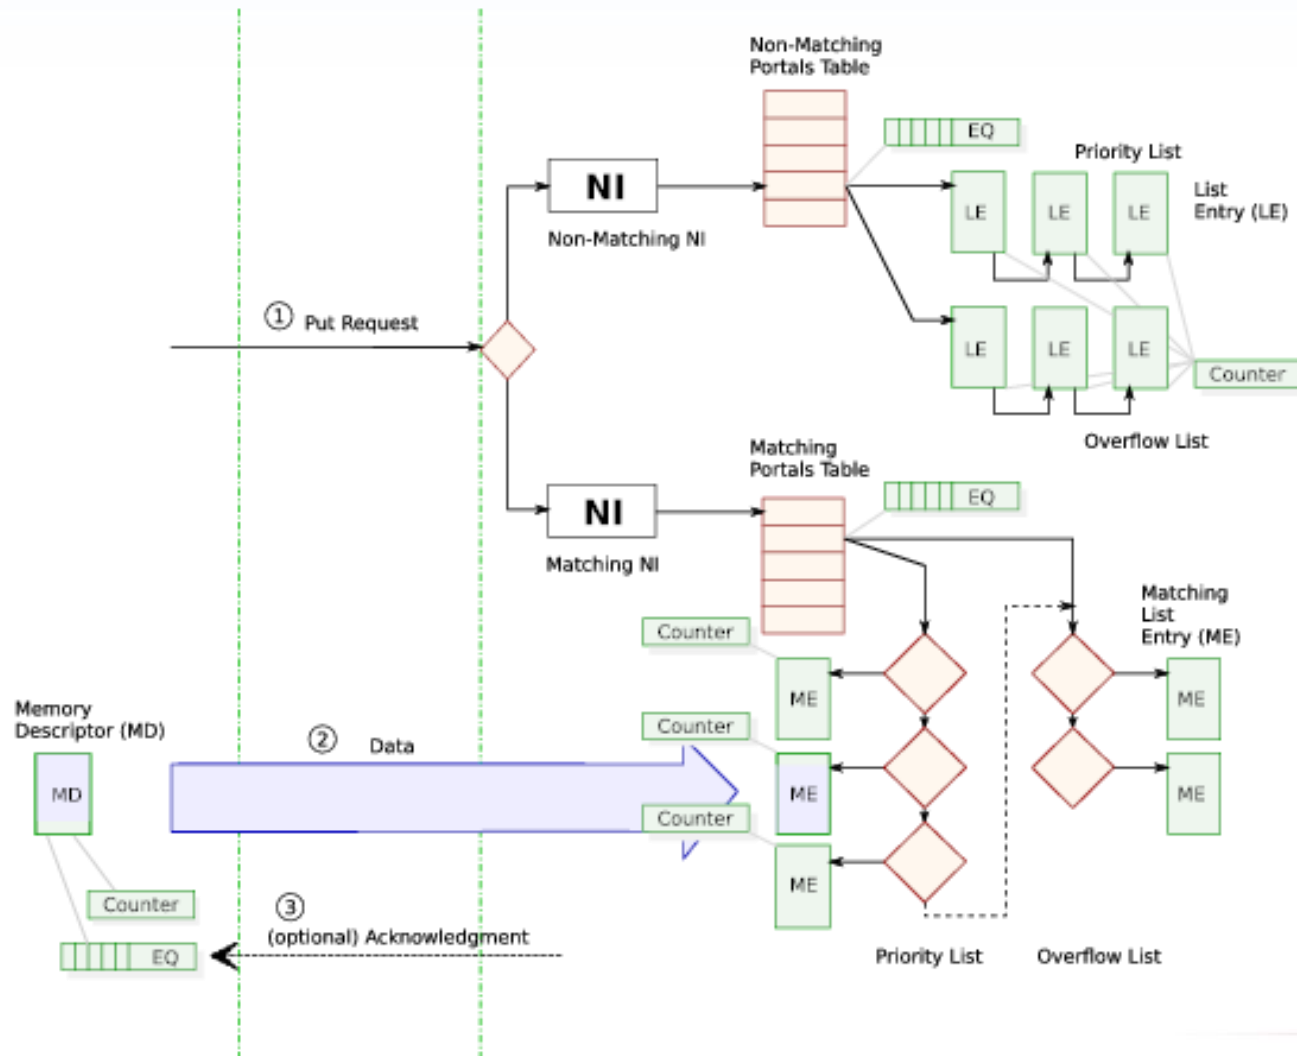 Non-Matching
Portals Table
EQ
Priority List
NI
LE
LE
LE
List
Entry (LE)
Non-Matching NI
① Put Request
LE
LE
LE
Counter
Overflow List
Matching
Portals Table
EQ
NI
Matching NI
Matching
List
Entry (ME)
Counter
ME
ME
Memory
Descriptor (MD)
Counter
② Data
MD
ME
ME
Counter
ME
Counter
③
(optional) Acknowledgment
EQ
Priority List
Overflow List